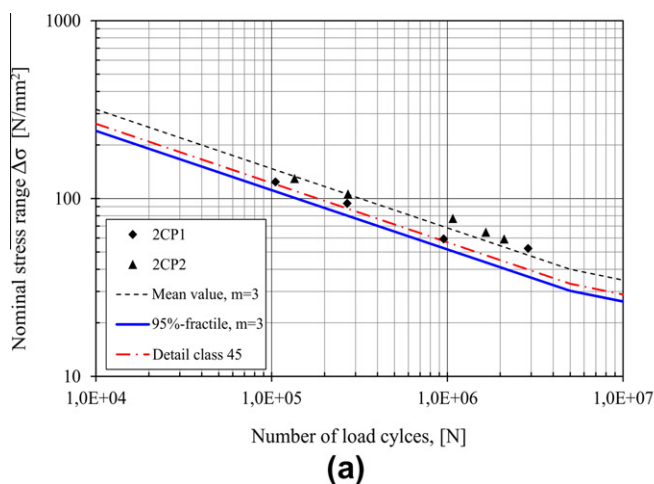 1000
100
10
Nominal stress range Δσ [N/mm²]
2CP1
2CP2
Mean value, m=3
95%-fractile, m=3
Detail class 45
1,0E+04 1,0E+05 1,0E+06 1,0E+07
Number of load cylces, [N]
(a)